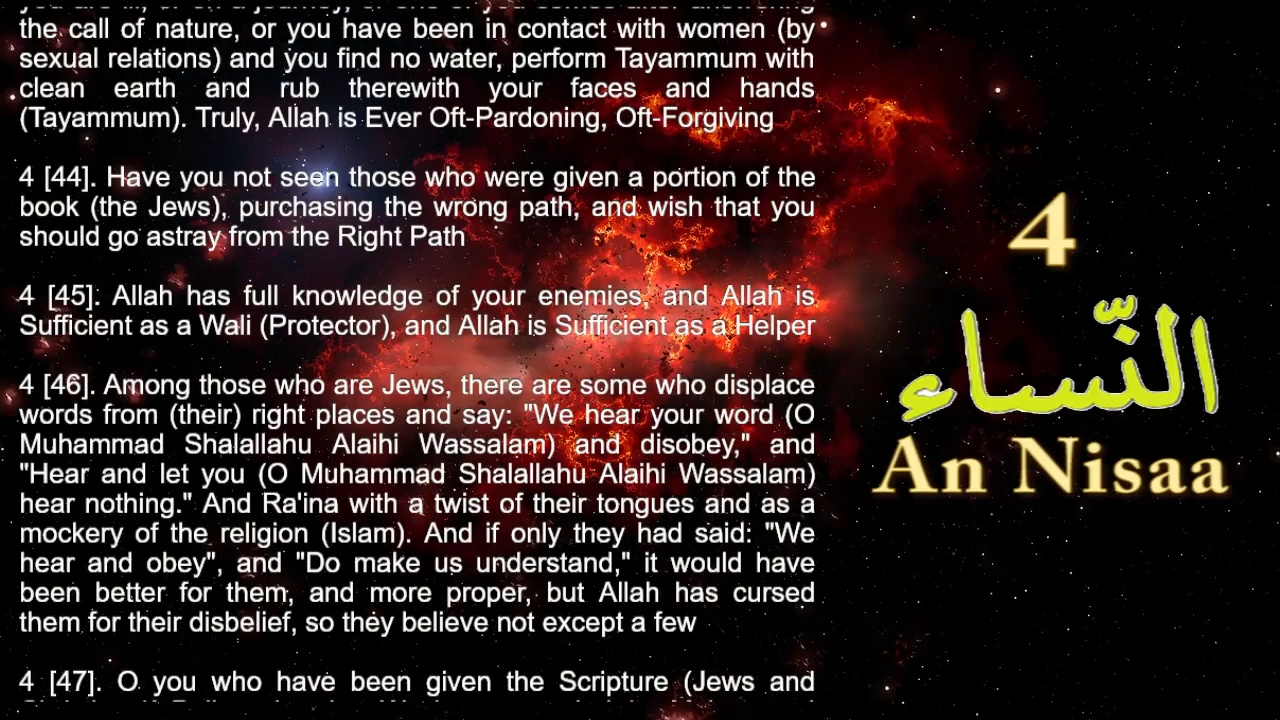 the call of nature, or you have been in contact with women (by
sexual relations) and you find no water, perform Tayammum with
clean earth and rub therewith your faces and hands
(Tayammum). Truly, Allah is Ever Oft-Pardoning, Oft-Forgiving
4 [44]. Have you not seen those who were given a portion of the
book (the Jews), purchasing the wrong path, and wish that you
should go astray from the Right Path
4 [45]. Allah has full knowledge of your enemies, and Allah is
Sufficient as a Wali (Protector), and Allah is Sufficient as a Helper
4 [46]. Among those who are Jews, there are some who displace
words from (their) right places and say: "We hear your word (O
Muhammad Shalallahu Alaihi Wassalam) and disobey," and
"Hear and let you (O Muhammad Shalallahu Alaihi Wassalam)
hear nothing." And Ra'ina with a twist of their tongues and as a
mockery of the religion (Islam). And if only they had said: "We
hear and obey", and "Do make us understand," it would have
been better for them, and more proper, but Allah has cursed
them for their disbelief, so they believe not except a few
4 [47]. O you who have been given the Scripture (Jews and
4
النّساء
An Nisaa